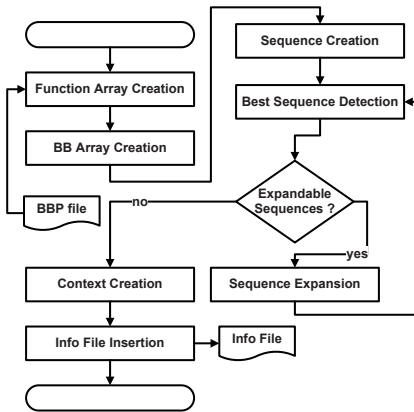 Function Array Creation
BB Array Creation
BBP file
Sequence Creation
Best Sequence Detection
Expandable
Sequences ?
no
yes
Context Creation
Sequence Expansion
Info File Insertion
Info File